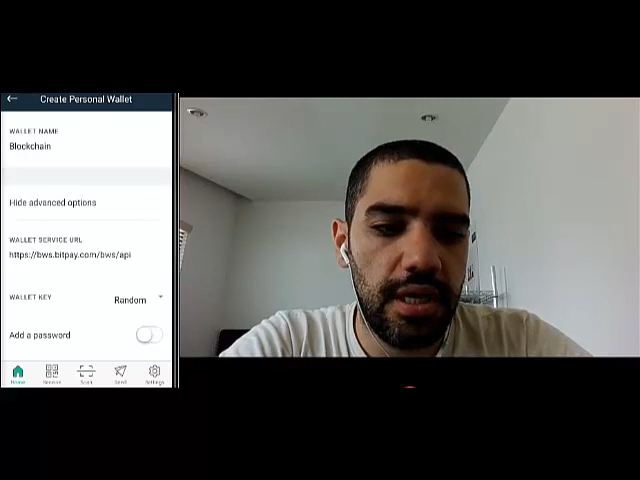 Create Personal Wallet
WALLET NAME
Blockchain
Hide advanced options
WALLET SERVICE URL
https://bws.bitpay.com/bws/api
WALLET KEY
Random
Add a password
Home
Receive
Scan
Send
Settings